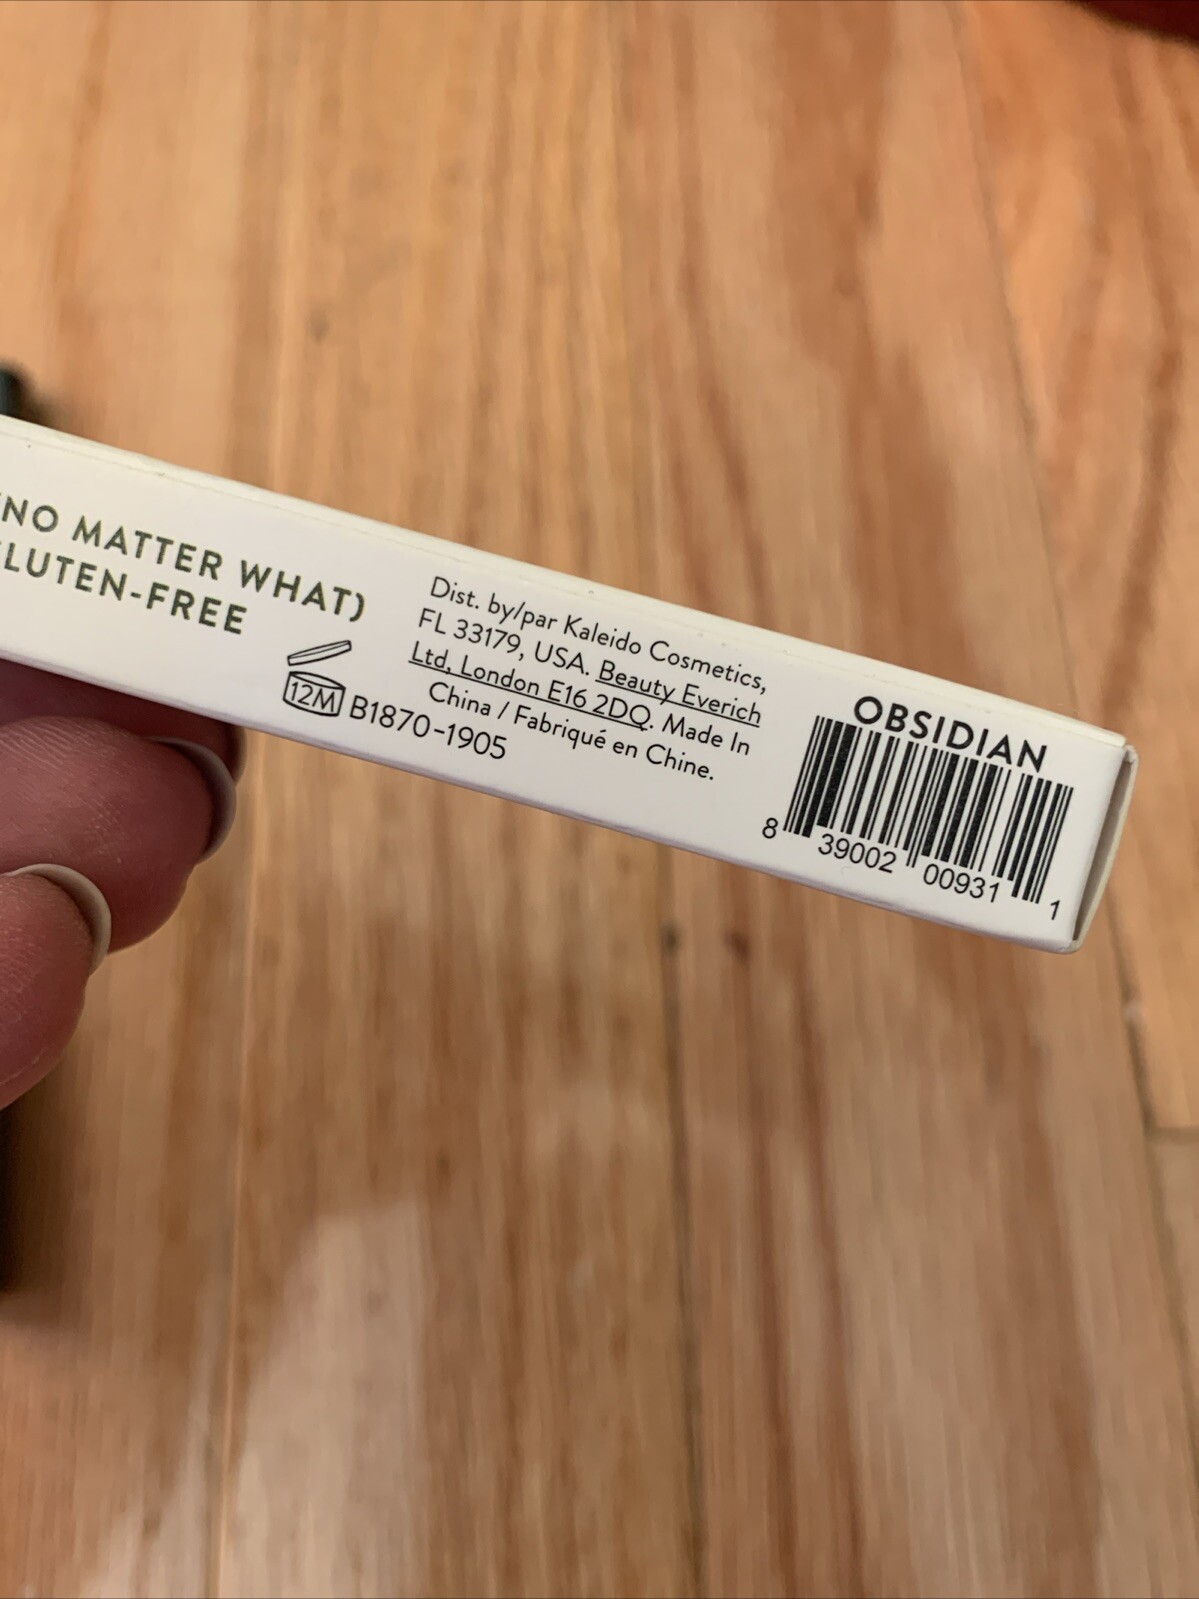 NO MATTER WHAT)
LUTEN-FREE
12M
B1870-1905
Dist. by/par Kaleido Cosmetics,
FL 33179, USA. Beauty Everich
Ltd, London E16 2DQ. Made In
China / Fabriqué en Chine.
OBSIDIAN
8 39002 00931 1